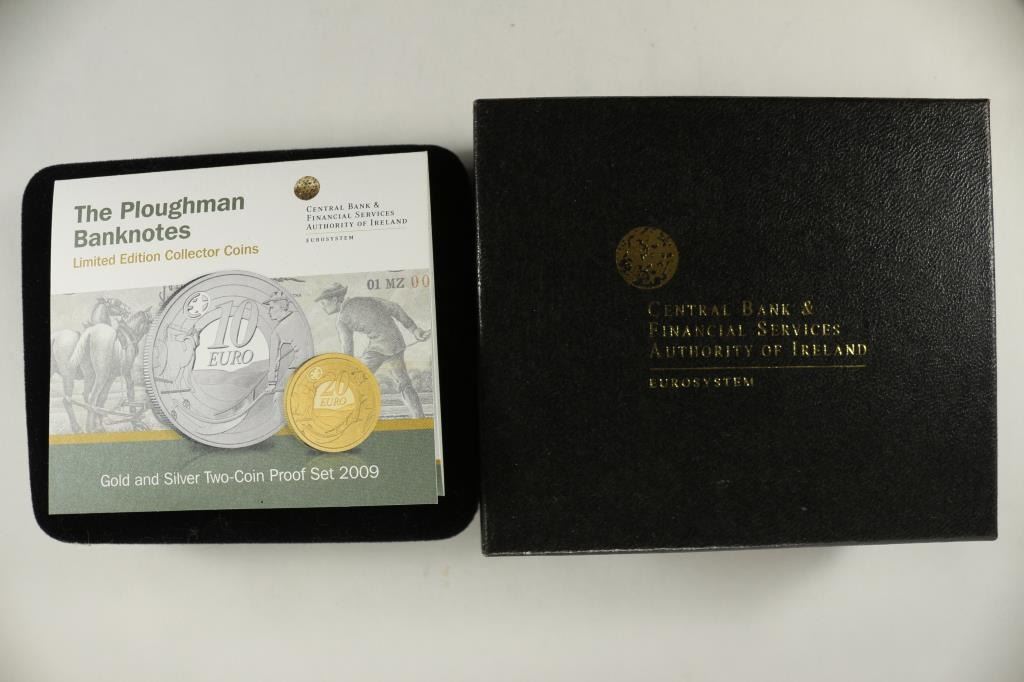 The Ploughman
Banknotes
Limited Edition Collector Coins
CENTRAL BANK &
FINANCIAL SERVICES
AUTHORITY OF IRELAND
EUROSYSTEM
01 MZ 00
10
EURO
20
EURO
Gold and Silver Two-Coin Proof Set 2009
CENTRAL BANK &
FINANCIAL SERVICES
AUTHORITY OF IRELAND
EUROSYSTEM